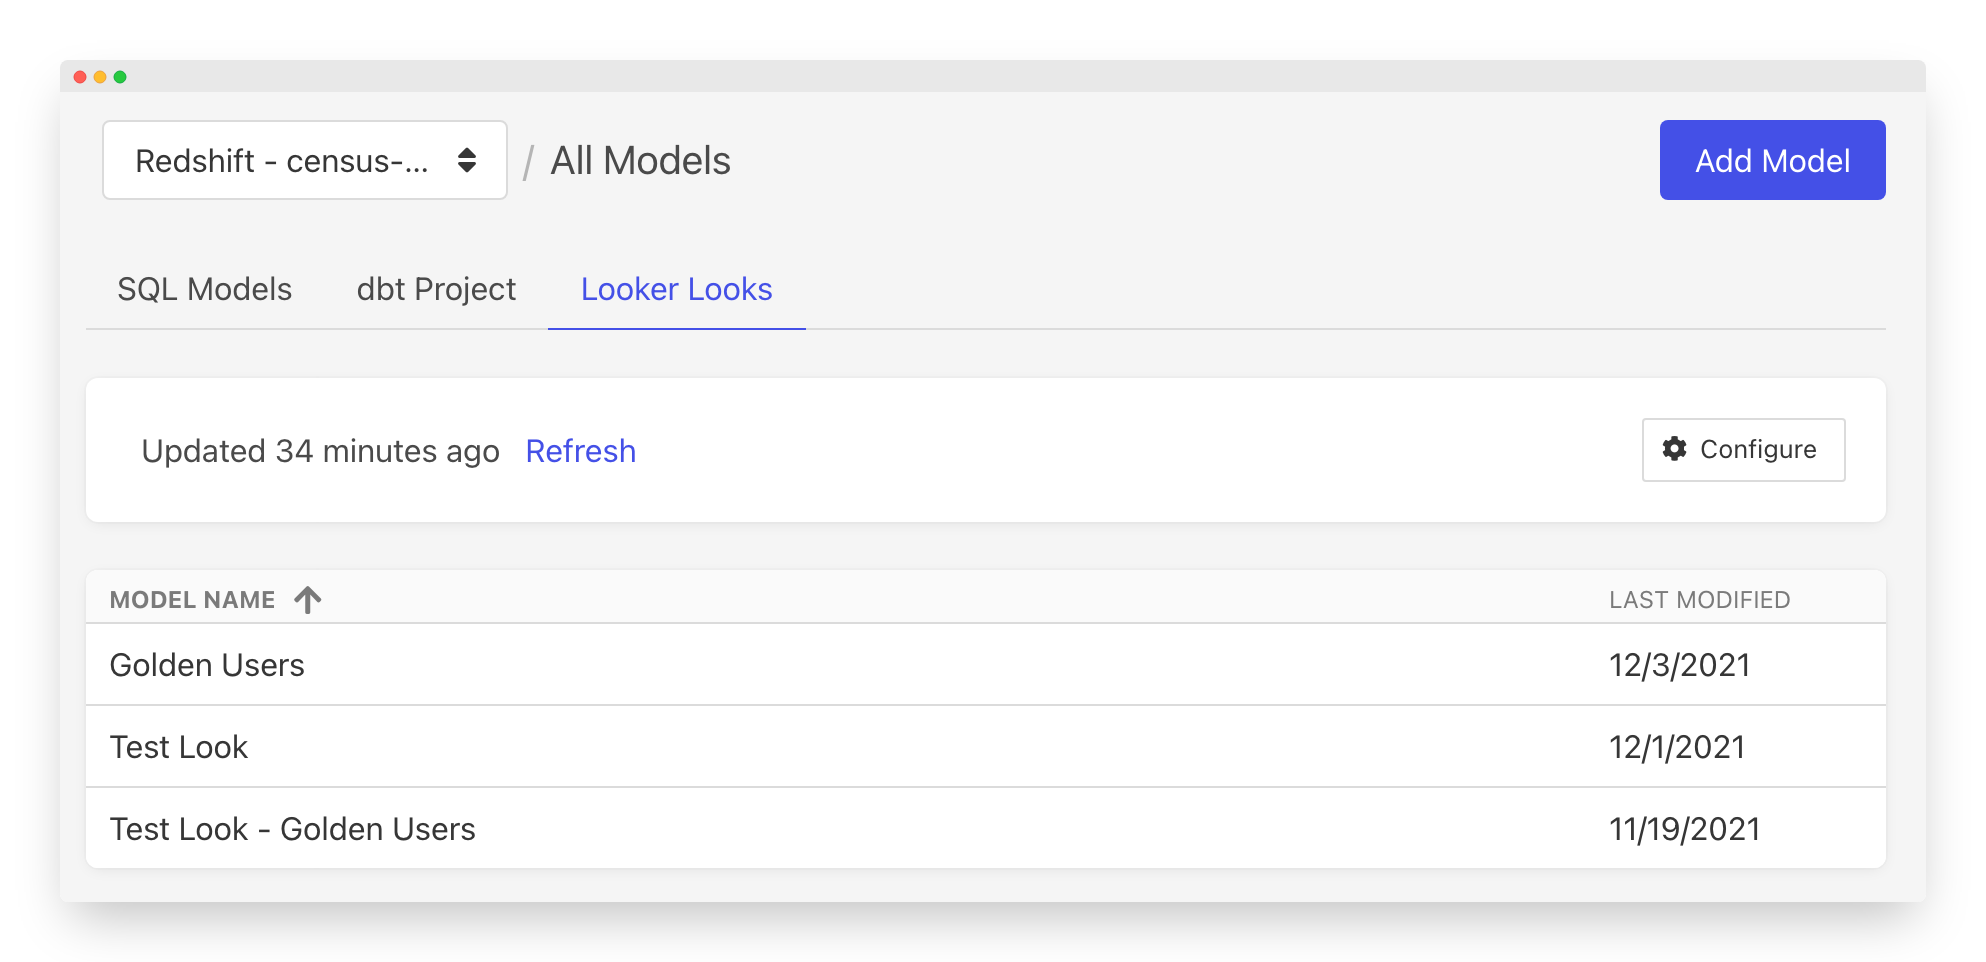 Redshift - census-... / All Models
Add Model
SQL Models dbt Project Looker Looks
Updated 34 minutes ago Refresh
Configure
MODEL NAME LAST MODIFIED
Golden Users 12/3/2021
Test Look 12/1/2021
Test Look - Golden Users 11/19/2021